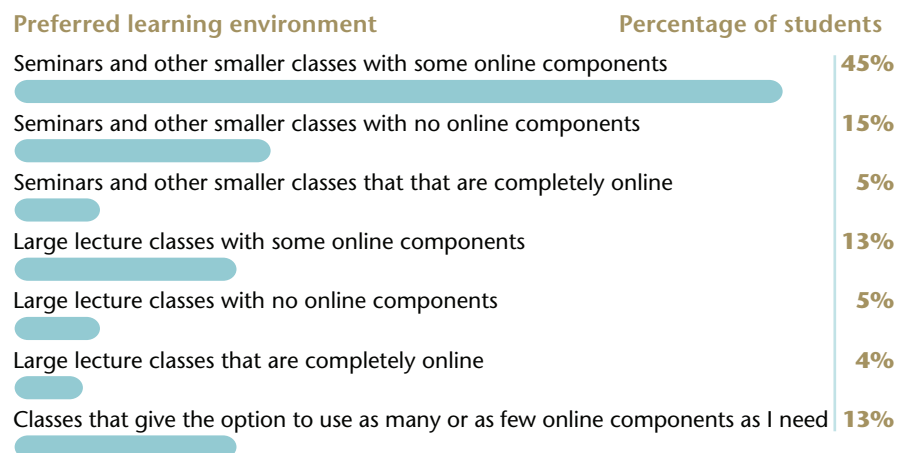 Preferred learning environment Percentage of students
Seminars and other smaller classes with some online components 45%
Seminars and other smaller classes with no online components 15%
Seminars and other smaller classes that that are completely online 5%
Large lecture classes with some online components 13%
Large lecture classes with no online components 5%
Large lecture classes that are completely online 4%
Classes that give the option to use as many or as few online components as I need 13%